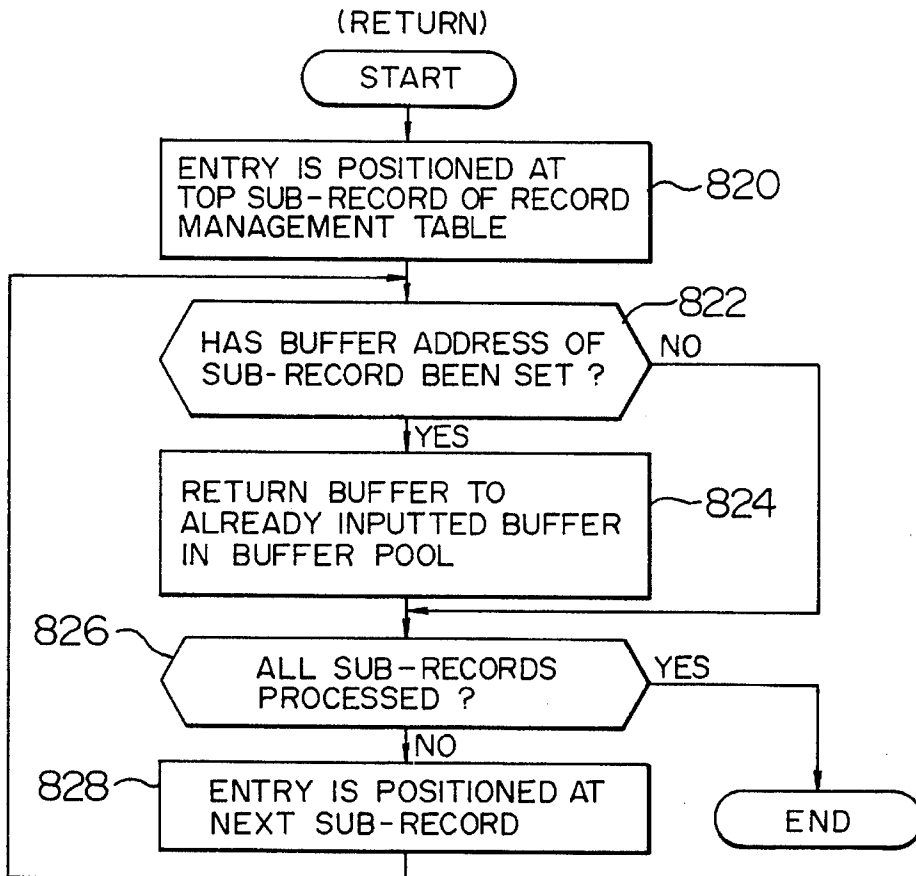 (RETURN)
START
ENTRY IS POSITIONED AT
TOP SUB-RECORD OF RECORD
MANAGEMENT TABLE
820
822
HAS BUFFER ADDRESS OF
SUB-RECORD BEEN SET ?
NO
YES
RETURN BUFFER TO
ALREADY INPUTTED BUFFER
IN BUFFER POOL
824
826
ALL SUB-RECORDS
PROCESSED ?
YES
NO
828
ENTRY IS POSITIONED AT
NEXT SUB-RECORD
END